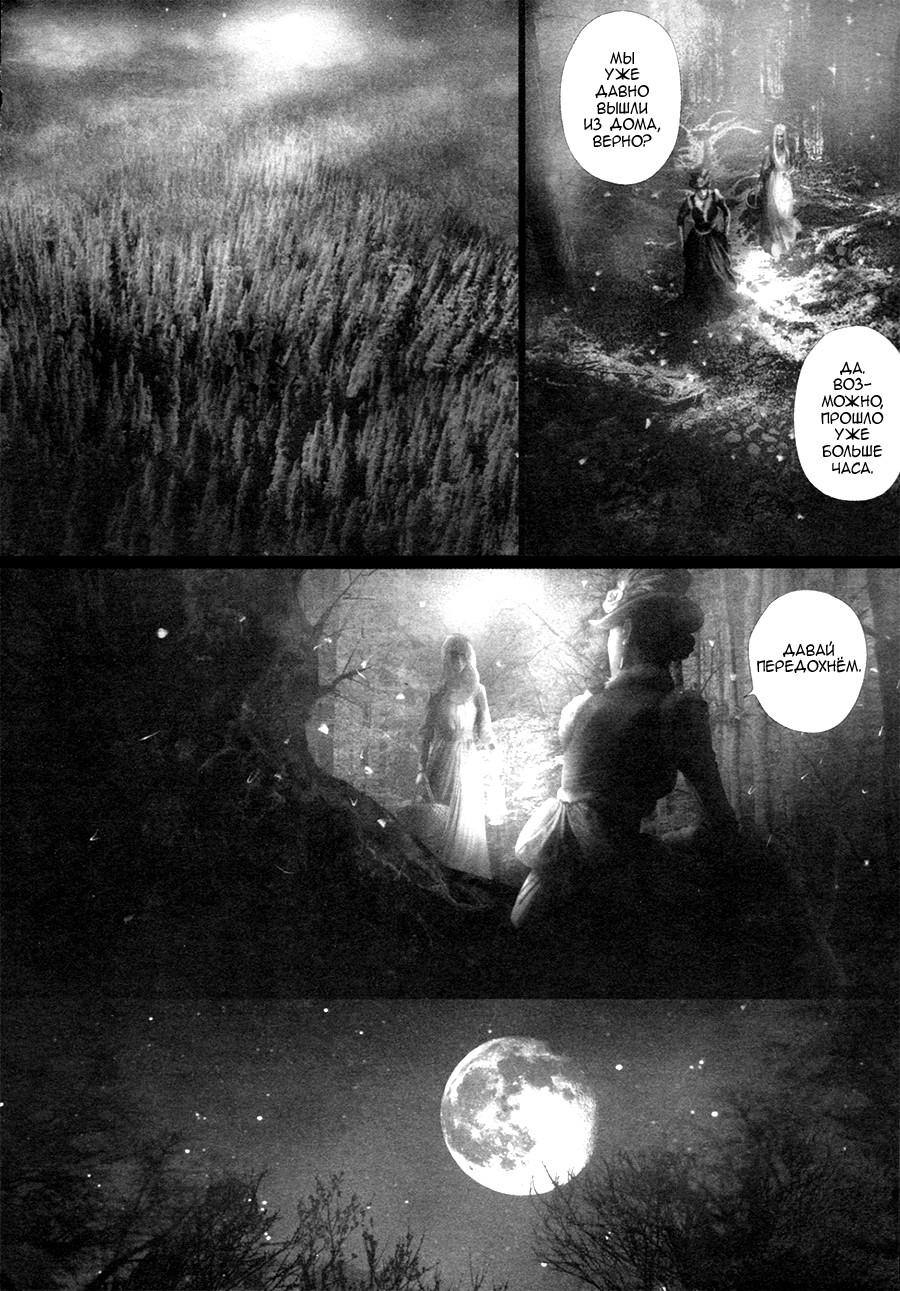 МЫ
УЖЕ
ДАВНО
ВЫШЛИ
ИЗ ДОМА,
ВЕРНО?
ДА.
ВОЗ-
МОЖНО,
ПРОШЛО
УЖЕ
БОЛЬШЕ
ЧАСА.
ДАВАЙ
ПЕРЕДОХНЁМ.